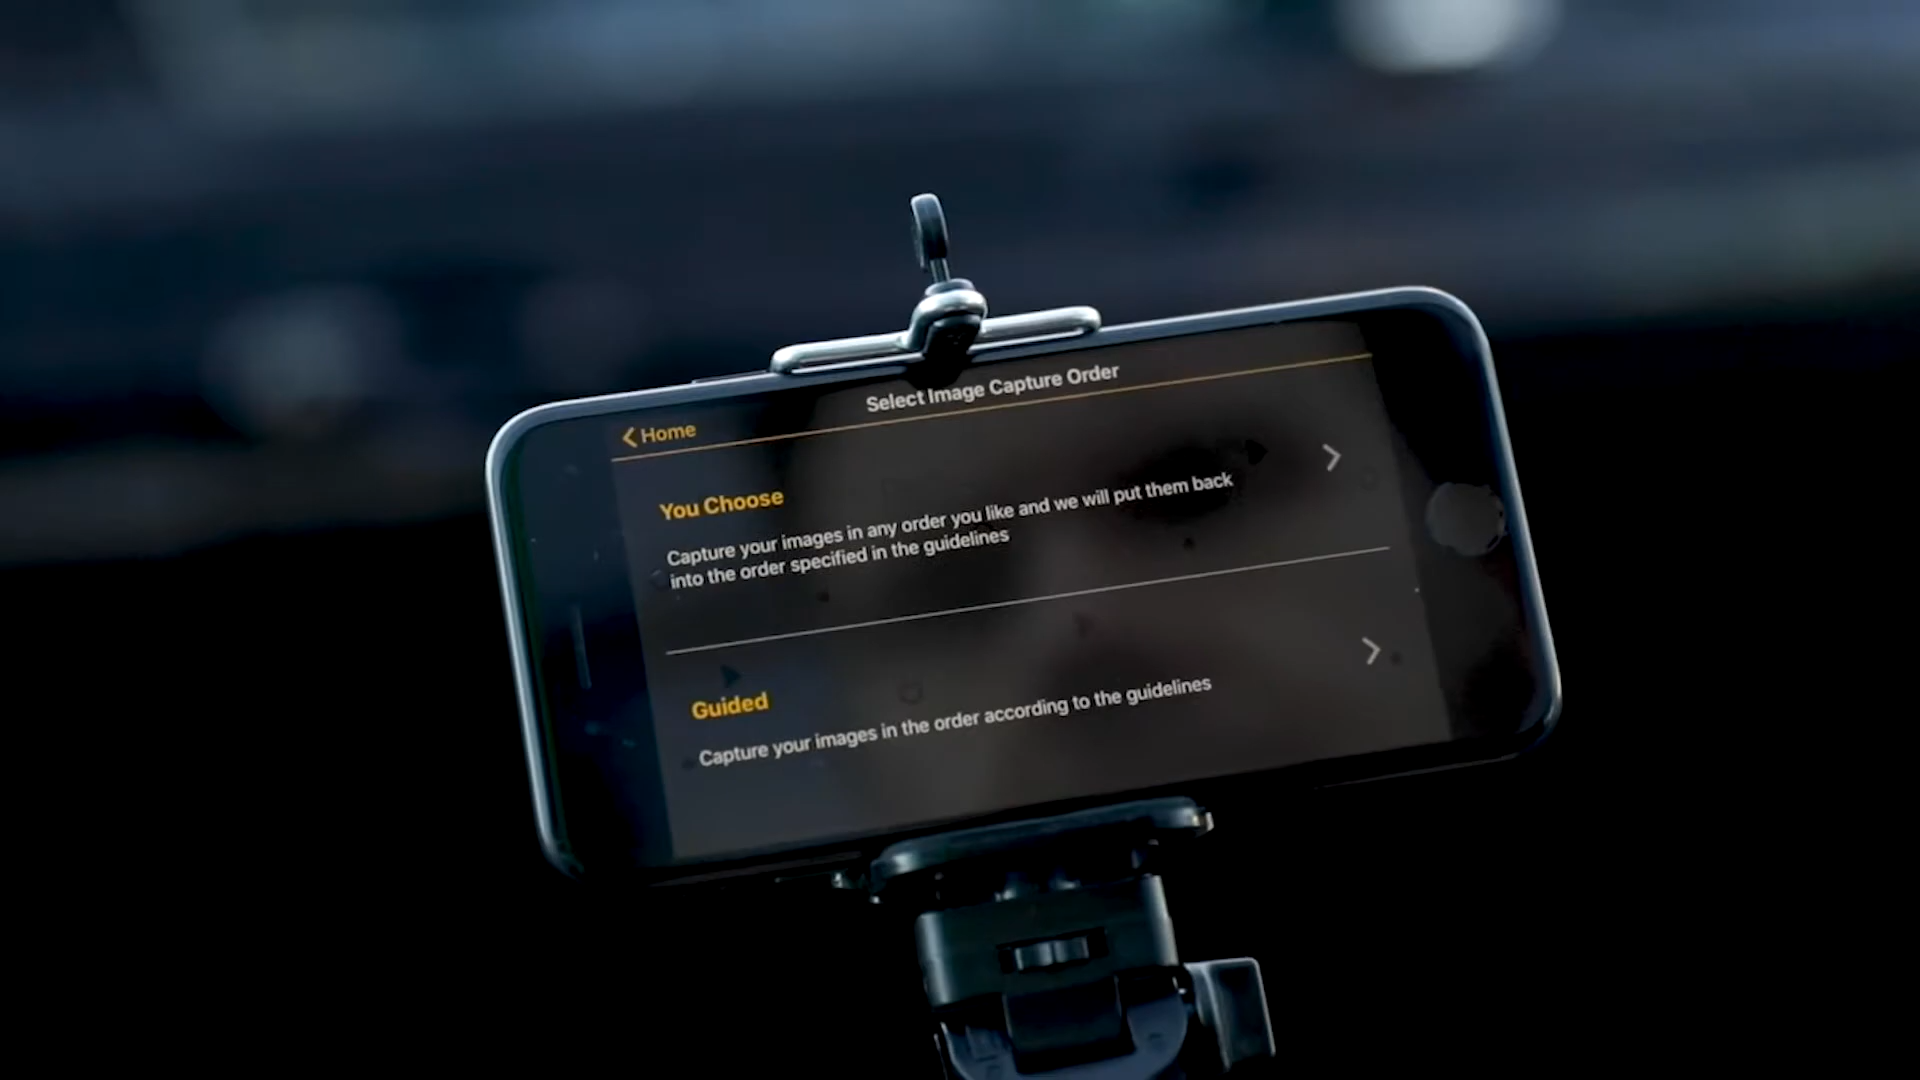 Select Image Capture Order
Home
You Choose
Capture your images in any order you like and we will put them back
into the order specified in the guidelines
Guided
Capture your images in the order according to the guidelines